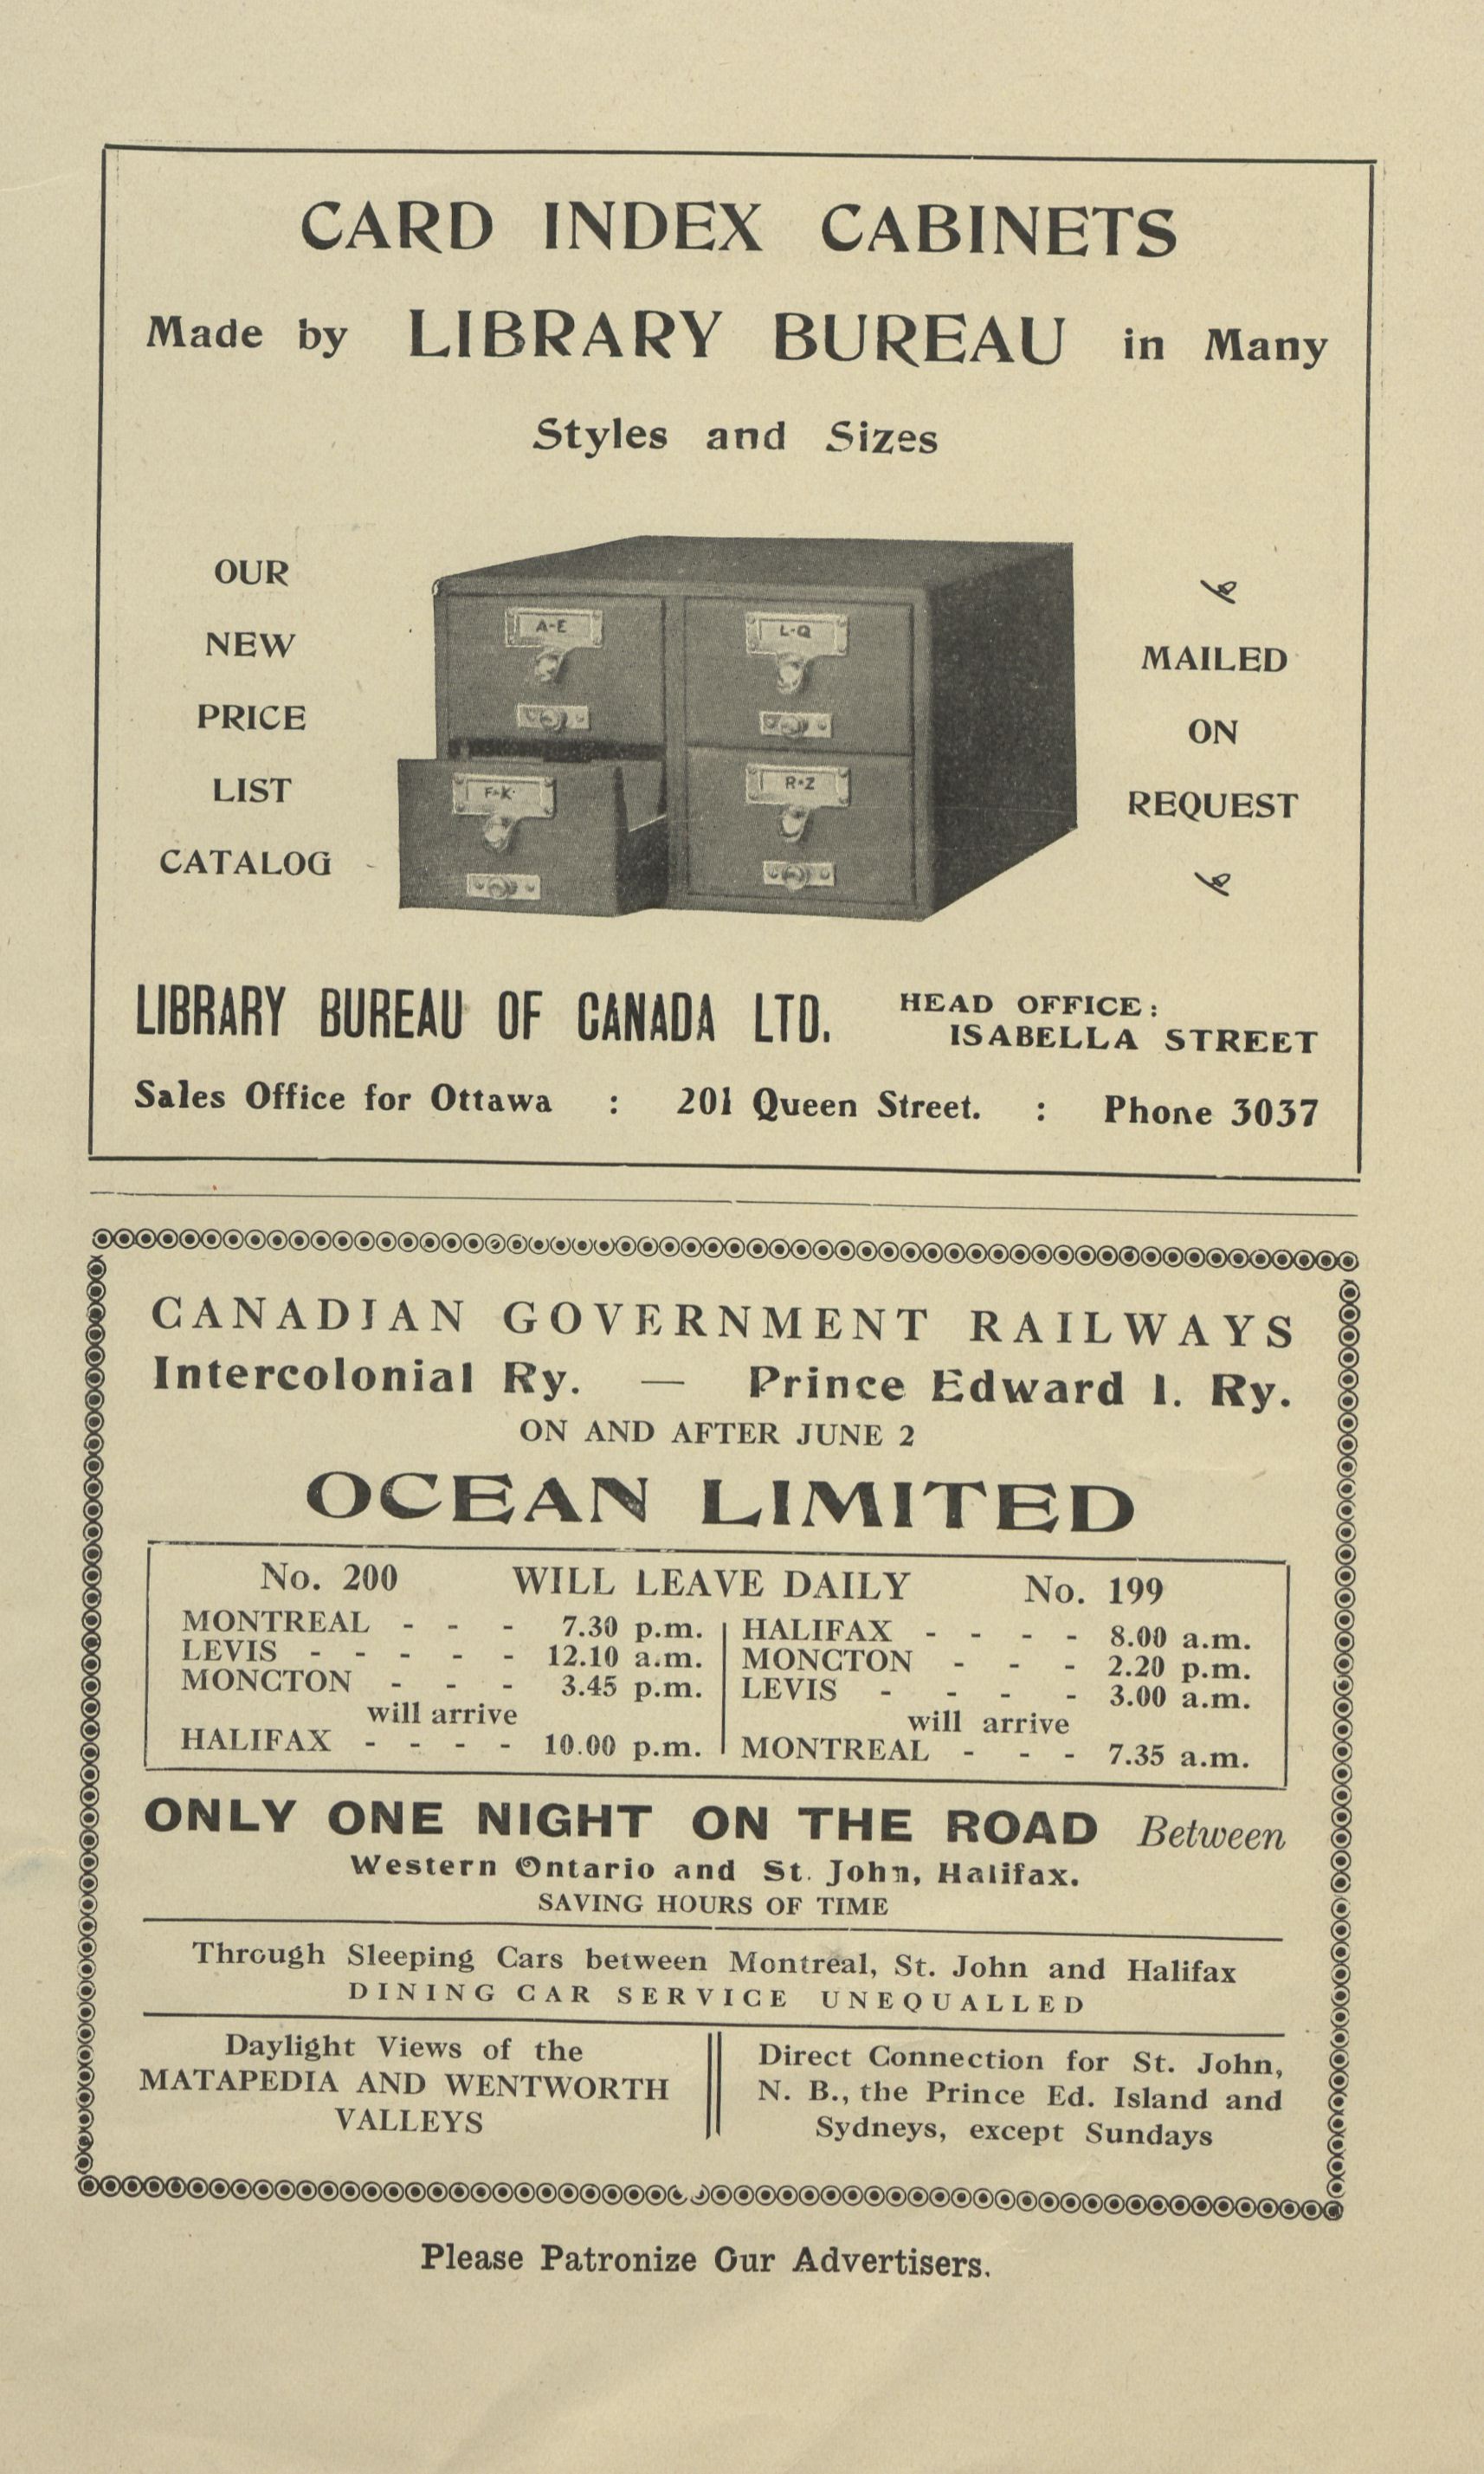 CARD INDEX CABINETS
Made by LIBRARY BUREAU in Many
Styles and Sizes
OUR
NEW
PRICE
LIST
CATALOG
A-E
L-Q
F-K
R-Z
MAILED
ON
REQUEST
LIBRARY BUREAU OF CANADA LTD.
HEAD OFFICE:
ISABELLA STREET
Sales Office for Ottawa : 201 Queen Street. : Phone 3037
CANADIAN GOVERNMENT RAILWAYS
Intercolonial Ry. — Prince Edward I. Ry.
ON AND AFTER JUNE 2
OCEAN LIMITED
No. 200 WILL LEAVE DAILY No. 199
MONTREAL - - - 7.30 p.m.
LEVIS - - - - - 12.10 a.m.
MONCTON - - - 3.45 p.m.
will arrive
HALIFAX - - - - 10.00 p.m.
HALIFAX - - - - 8.00 a.m.
MONCTON - - - 2.20 p.m.
LEVIS - - - - 3.00 a.m.
will arrive
MONTREAL - - - 7.35 a.m.
ONLY ONE NIGHT ON THE ROAD Between
Western Ontario and St. John, Halifax.
SAVING HOURS OF TIME
Through Sleeping Cars between Montreal, St. John and Halifax
DINING CAR SERVICE UNEQUALLED
Daylight Views of the
MATAPEDIA AND WENTWORTH
VALLEYS
Direct Connection for St. John,
N. B., the Prince Ed. Island and
Sydneys, except Sundays
Please Patronize Our Advertisers.